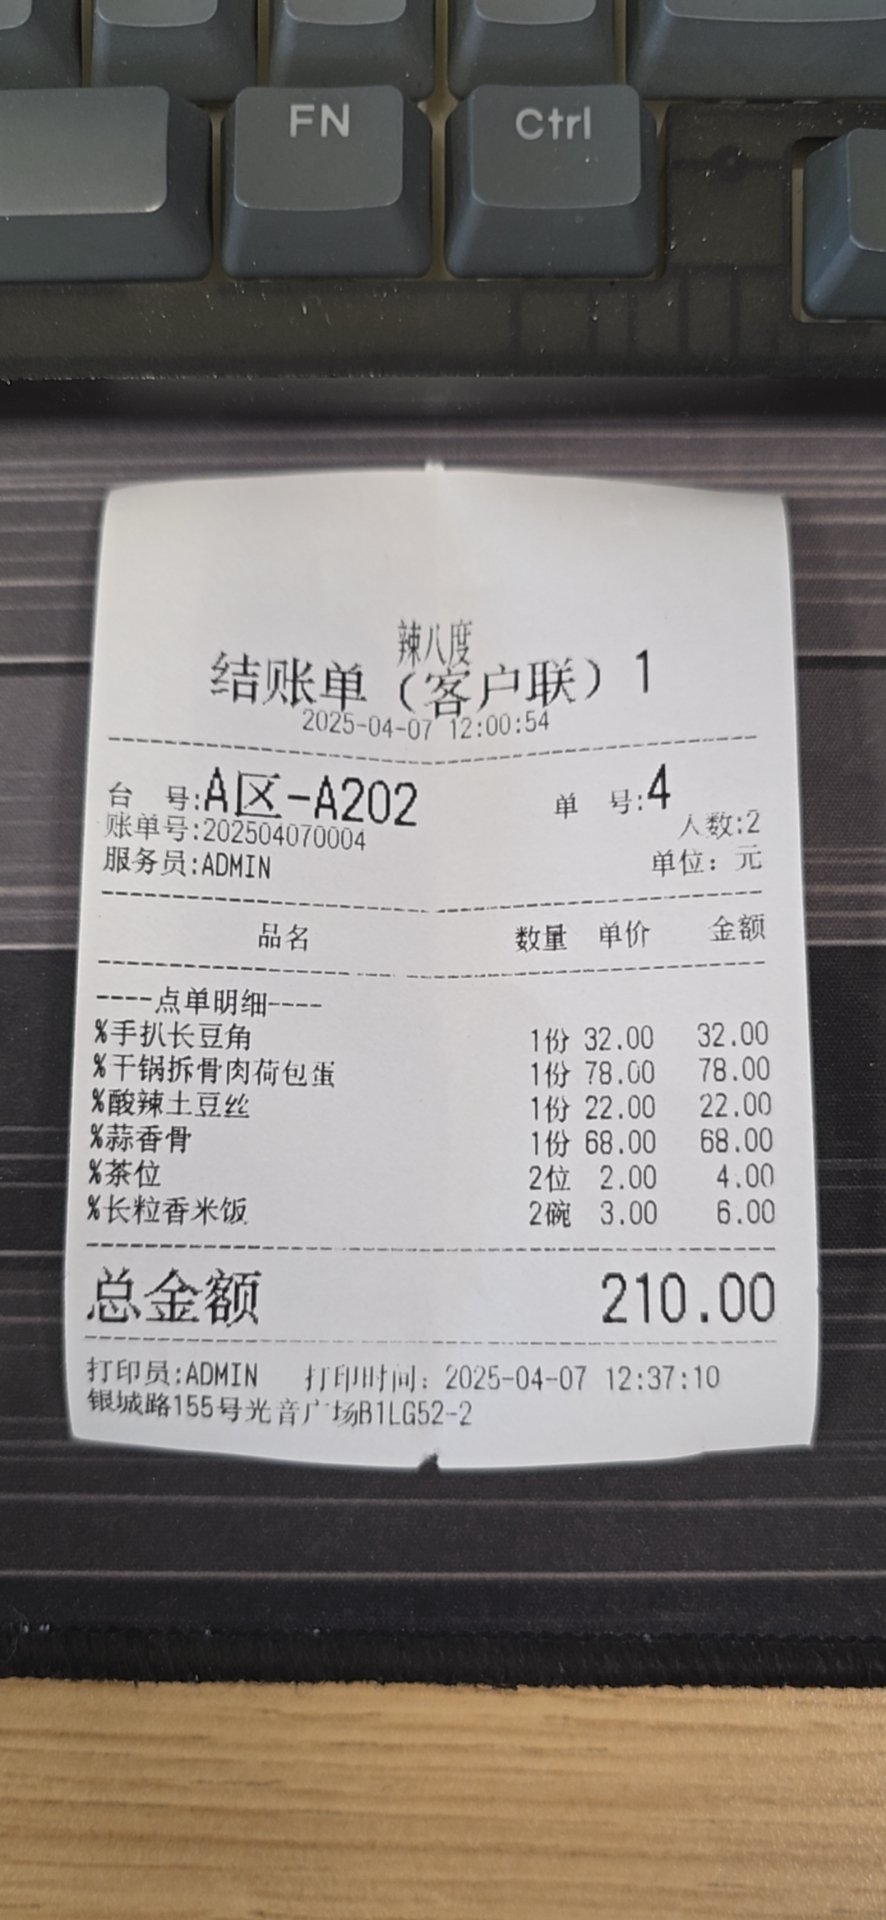 FN Ctrl
辣八度
结账单（客户联）1
2025-04-07 12:00:54
台 号:A区-A202 单 号:4
账单号:202504070004 人数:2
服务员:ADMIN 单位：元
品名 数量 单价 金额
----点单明细----
%手扒长豆角 1份 32.00 32.00
%干锅拆骨肉荷包蛋 1份 78.00 78.00
%酸辣土豆丝 1份 22.00 22.00
%蒜香骨 1份 68.00 68.00
%茶位 2位 2.00 4.00
%长粒香米饭 2碗 3.00 6.00
总金额 210.00
打印员:ADMIN 打印时间：2025-04-07 12:37:10
银城路155号光音广场B1LG52-2